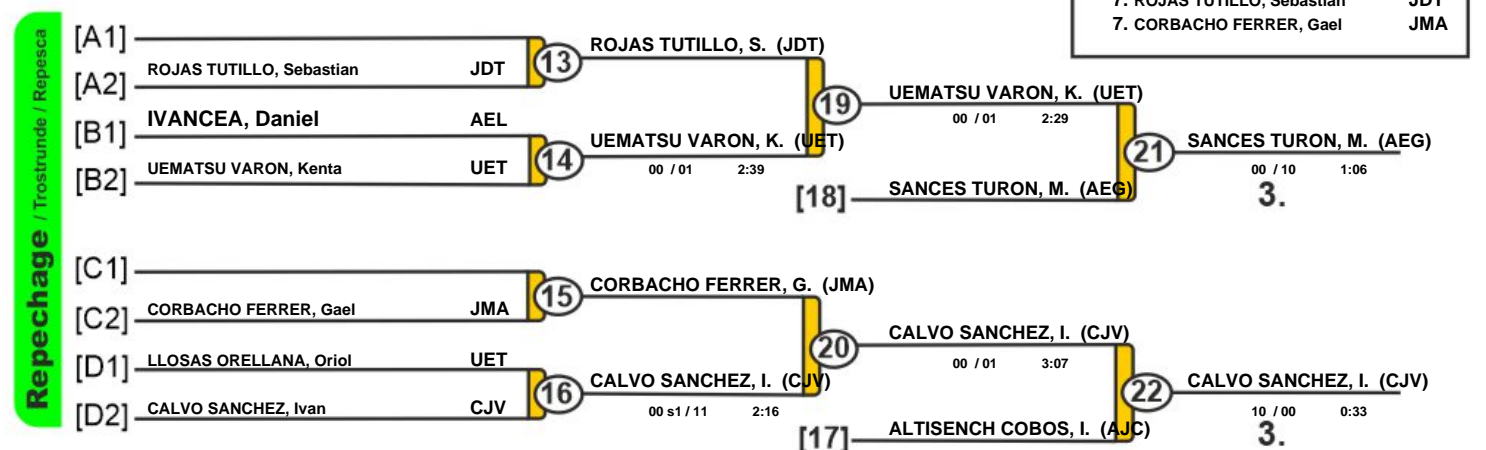 7. ROJAS TUTILLO, Sebastian JDT
7. CORBACHO FERRER, Gael JMA
Repechage / Trostrunde / Repesca
[A1]
ROJAS TUTILLO, S. (JDT)
13
ROJAS TUTILLO, Sebastian JDT
[A2]
19
UEMATSU VARON, K. (UET)
00 / 01 2:29
[B1] IVANCEA, Daniel AEL
14
UEMATSU VARON, K. (UET)
00 / 01 2:39
[B2] UEMATSU VARON, Kenta UET
21
SANCES TURON, M. (AEG)
00 / 10 1:06
3.
[18] SANCES TURON, M. (AEG)
[C1]
15
CORBACHO FERRER, G. (JMA)
[C2] CORBACHO FERRER, Gael JMA
20
CALVO SANCHEZ, I. (CJV)
00 / 01 3:07
[D1] LLOSAS ORELLANA, Oriol UET
16
CALVO SANCHEZ, I. (CJV)
00 s1 / 11 2:16
[D2] CALVO SANCHEZ, Ivan CJV
22
CALVO SANCHEZ, I. (CJV)
10 / 00 0:33
3.
[17] ALTISENCH COBOS, I. (AJC)